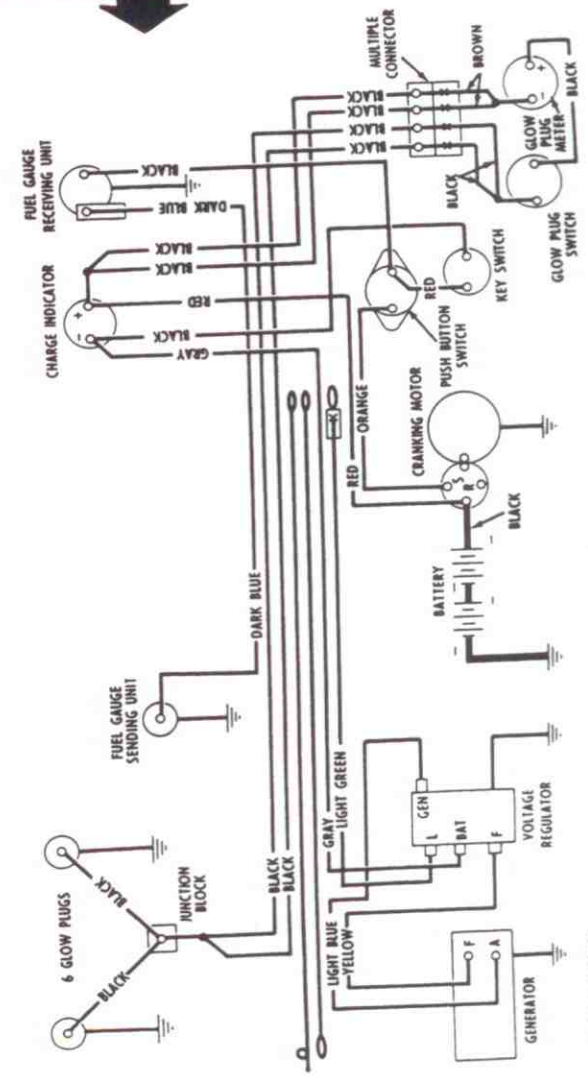 MULTIPLE
CONNECTOR
BROWN
BLACK
BLACK
BLACK
BLACK
BLACK
+
-
GLOW
PLUG
METER
BLACK
GLOW PLUG SWITCH
FUEL GAUGE
RECEIVING UNIT
BLACK
DARK BLUE
CHARGE INDICATOR
+
-
BLACK
BLACK
RED
BLACK
GRAY
RED
KEY SWITCH
PUSH BUTTON
SWITCH
ORANGE
RED
CRANKING MOTOR
S
R
BLACK
BATTERY
DARK BLUE
FUEL GAUGE
SENDING UNIT
GRAY
LIGHT GREEN
GEN
L
BAT
F
VOLTAGE
REGULATOR
6 GLOW PLUGS
BLACK
BLACK
JUNCTION
BLOCK
BLACK
BLACK
LIGHT BLUE
YELLOW
F
A
GENERATOR